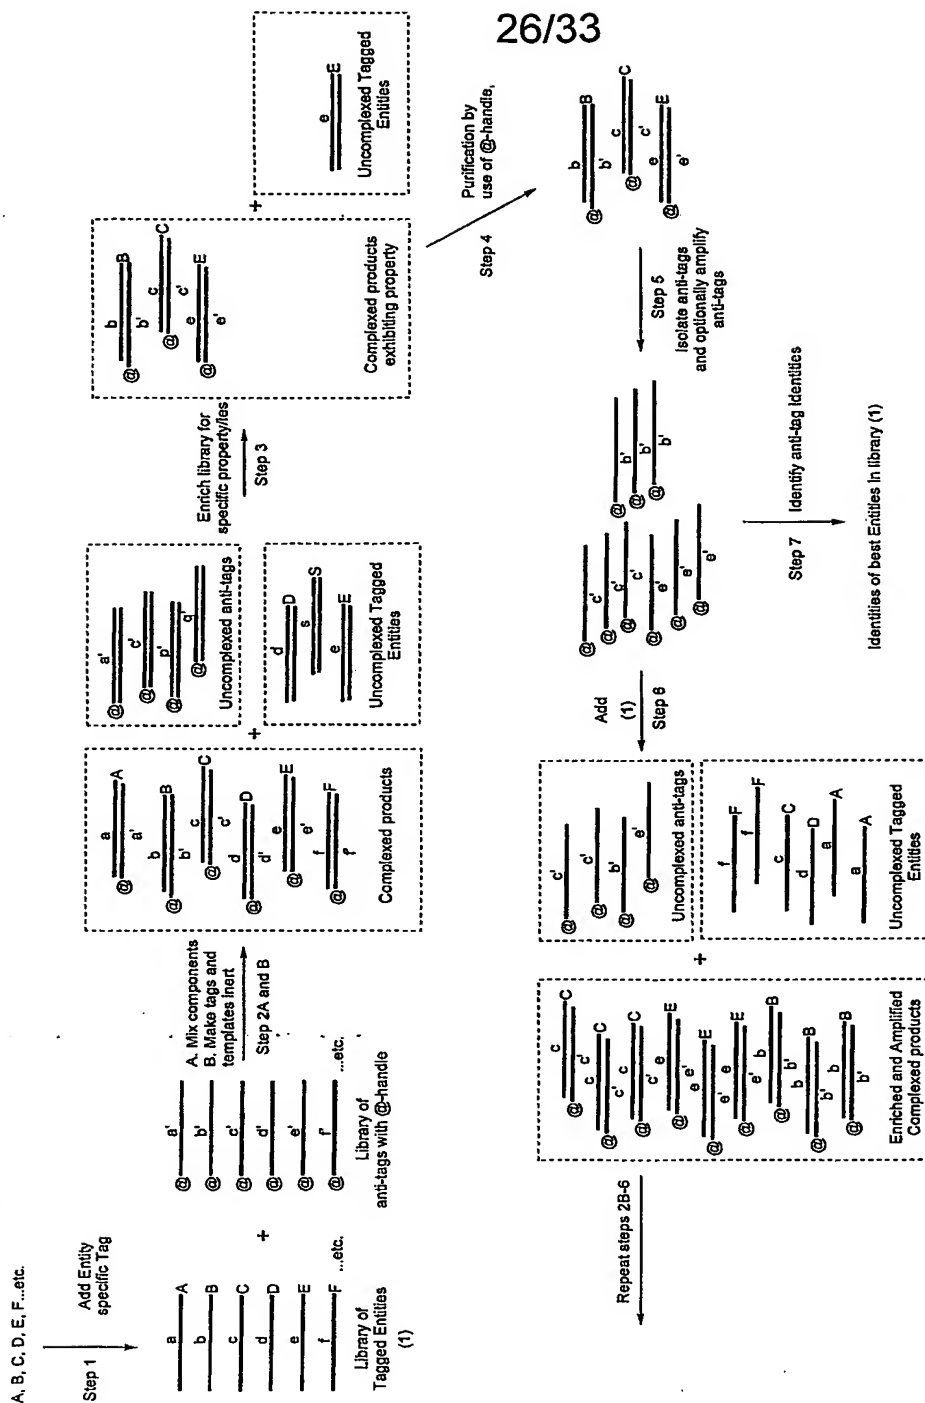 26/33
A, B, C, D, E, F...etc.
Step 1
Add Entity
specific Tag
a
A
b
B
c
C
d
D
e
E
f
F
...etc.
Library of
Tagged Entities
(1)
+
@
a'
@
b'
@
c'
@
d'
@
e'
@
f'
...etc.
Library of
anti-tags with @-handle
A. Mix components
B. Make tags and
templates inert
Step 2A and B
a
A
@
a'
b
B
@
b'
c
C
@
c'
d
D
@
d'
e
E
@
e'
f
F
@
f'
Complexed products
+
a'
@
c'
@
p'
@
q'
@
Uncomplexed anti-tags
d
D
s
S
e
E
Uncomplexed Tagged
Entities
Enrich library for
specific property/ies
Step 3
b
B
@
b'
c
C
@
c'
e
E
@
e'
Complexed products
exhibiting property
+
e
E
Uncomplexed Tagged
Entities
Step 4
Purification by
use of @-handle,
b
B
@
b'
c
C
@
c'
e
E
@
e'
Step 5
Isolate anti-tags
and optionally amplify
anti-tags
@
c'
@
c'
@
c'
@
e'
@
e'
@
e'
@
b'
@
b'
@
b'
Step 7
Identify anti-tag Identities
Identities of best Entities in library (1)
Add
(1)
Step 6
@
c'
@
c'
@
b'
@
e'
Uncomplexed anti-tags
f
F
f
F
c
C
d
D
a
A
a
A
Uncomplexed Tagged
Entities
+
c
C
@
c'
c
C
@
c'
c
C
@
c'
e
E
@
e'
e
E
@
e'
e
E
@
e'
b
B
@
b'
b
B
@
b'
b
B
@
b'
Enriched and Amplified
Complexed products
Repeat steps 2B-6